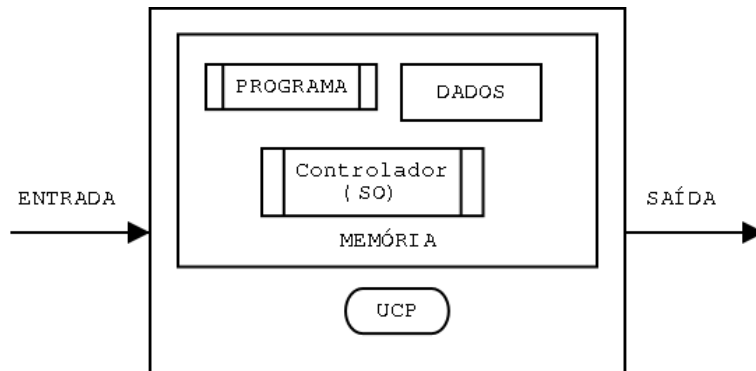 PROGRAMA
DADOS
Controlador
( SO)
ENTRADA
SAÍDA
MEMÓRIA
UCP